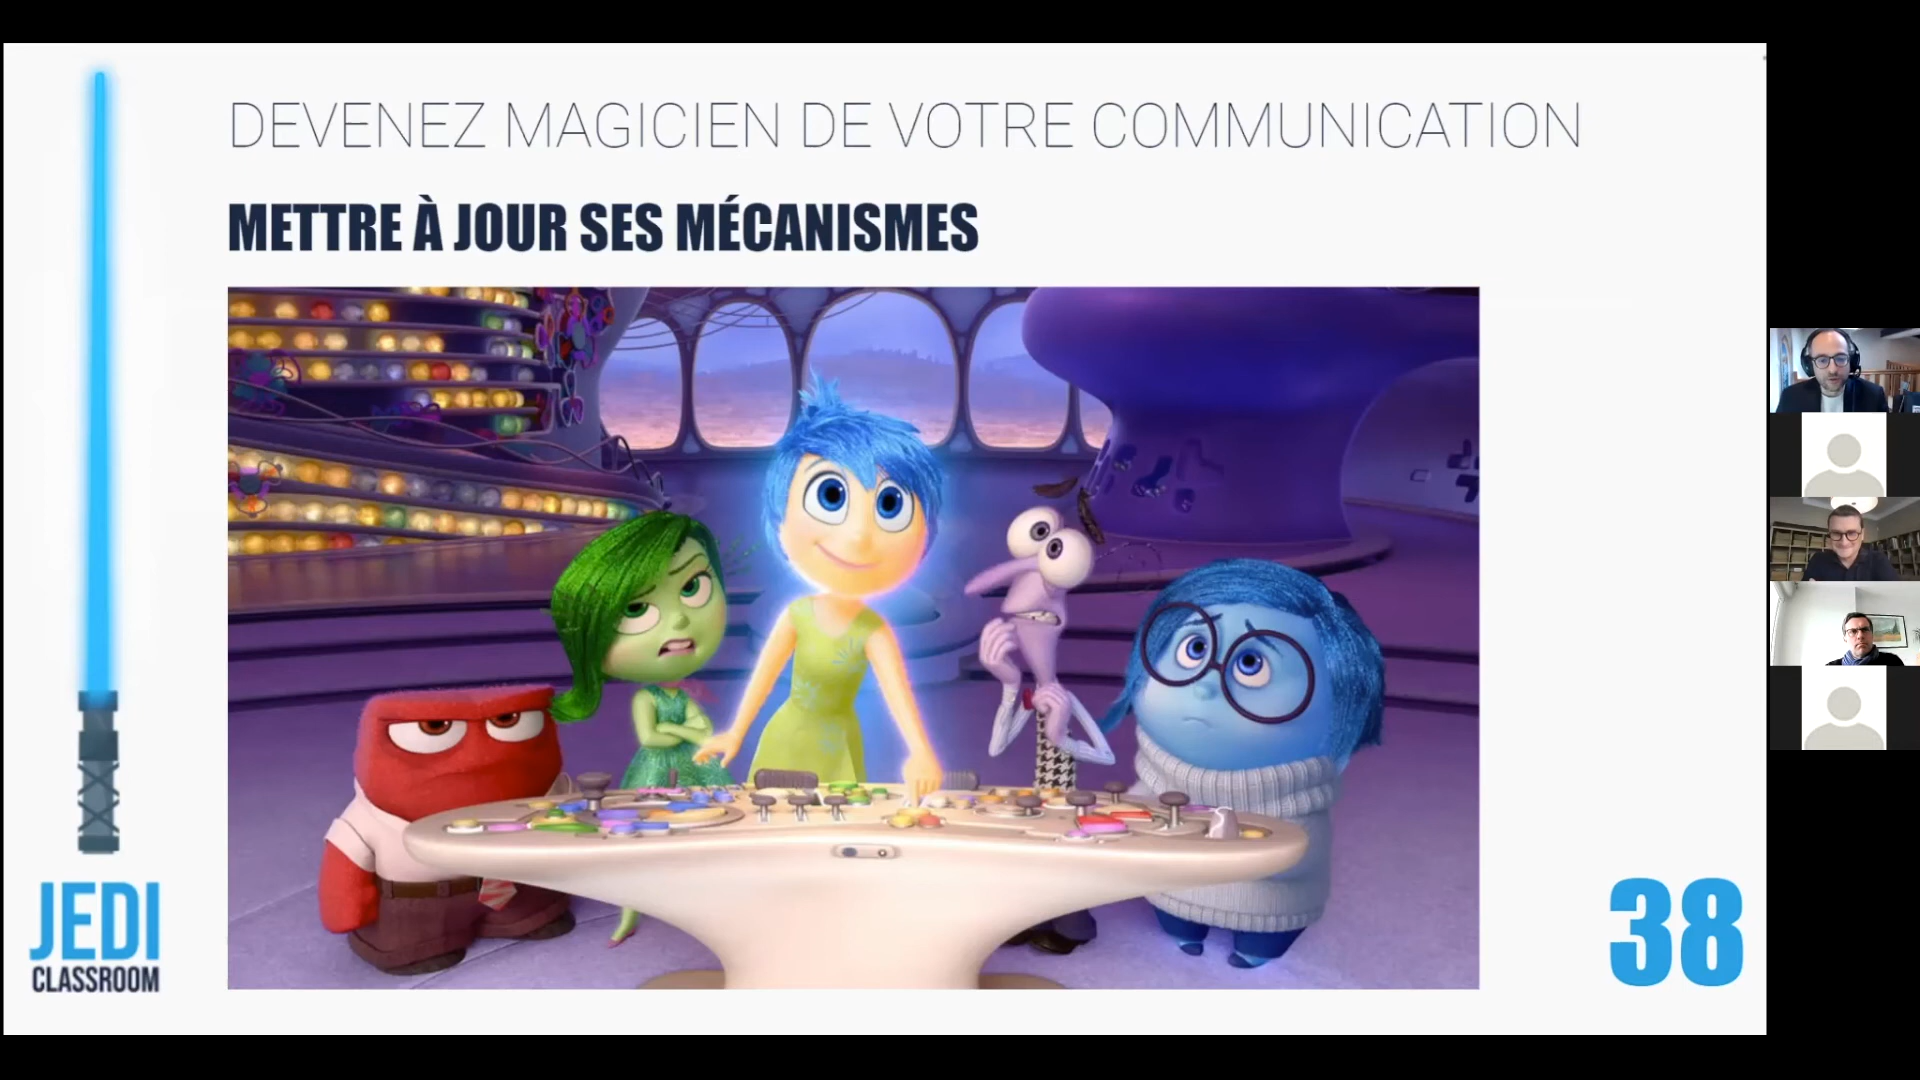 DEVENEZ MAGICIEN DE VOTRE COMMUNICATION
METTRE À JOUR SES MÉCANISMES
JEDI
CLASSROOM
38